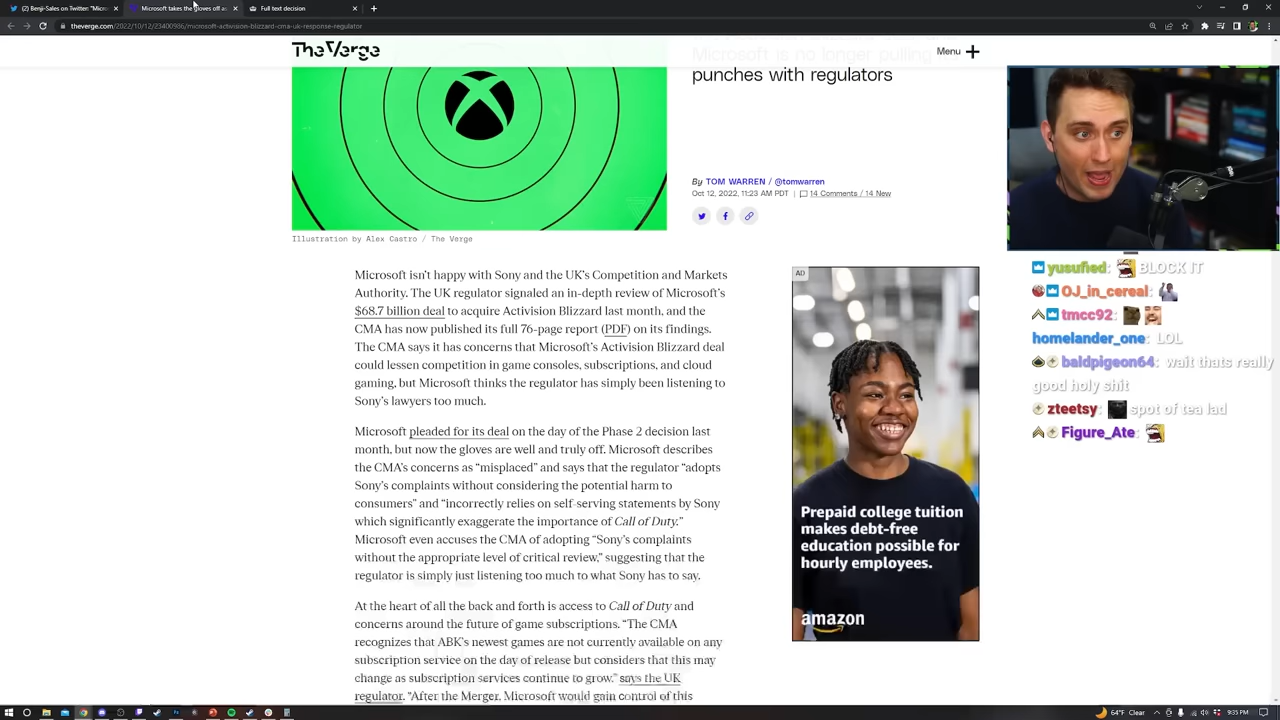 Benji-Sales on Twitter: "Micr
Microsoft takes the gloves off a
Full text decision
theverge.com/2022/10/12/23400986/microsoft-activision-blizzard-cma-uk-response-regulator
The Verge
Menu
Microsoft is no longer pulling its
punches with regulators
By TOM WARREN / @tomwarren
Oct 12, 2022, 11:23 AM PDT | 14 Comments / 14 New
Illustration by Alex Castro / The Verge
Microsoft isn't happy with Sony and the UK's Competition and Markets
Authority. The UK regulator signaled an in-depth review of Microsoft's
$68.7 billion deal to acquire Activision Blizzard last month, and the
CMA has now published its full 76-page report (PDF) on its findings.
The CMA says it has concerns that Microsoft's Activision Blizzard deal
could lessen competition in game consoles, subscriptions, and cloud
gaming, but Microsoft thinks the regulator has simply been listening to
Sony's lawyers too much.
Microsoft pleaded for its deal on the day of the Phase 2 decision last
month, but now the gloves are well and truly off. Microsoft describes
the CMA's concerns as "misplaced" and says that the regulator "adopts
Sony's complaints without considering the potential harm to
consumers" and "incorrectly relies on self-serving statements by Sony
which significantly exaggerate the importance of Call of Duty."
Microsoft even accuses the CMA of adopting "Sony's complaints
without the appropriate level of critical review," suggesting that the
regulator is simply just listening too much to what Sony has to say.
At the heart of all the back and forth is access to Call of Duty and
concerns around the future of game subscriptions. "The CMA
recognizes that ABK's newest games are not currently available on any
subscription service on the day of release but considers that this may
change as subscription services continue to grow," says the UK
regulator. "After the Merger, Microsoft would gain control of this
AD
Prepaid college tuition
makes debt-free
education possible for
hourly employees.
amazon
yusufied: BLOCK IT
OJ_in_cereal:
tmcc92:
homelander_one: LOL
baldpigeon64: wait thats really
good holy shit
zteetsy: spot of tea lad
Figure_Ate:
64°F Clear
9:35 PM